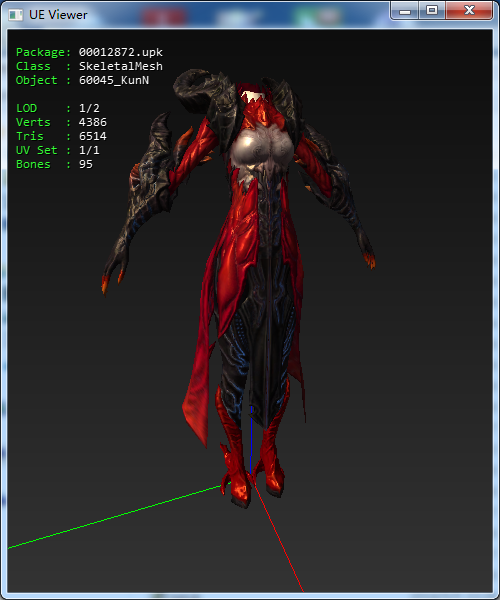 UE Viewer
Package: 00012872.upk
Class : SkeletalMesh
Object : 60045_KunN
LOD : 1/2
Verts : 4386
Tris : 6514
UV Set : 1/1
Bones : 95